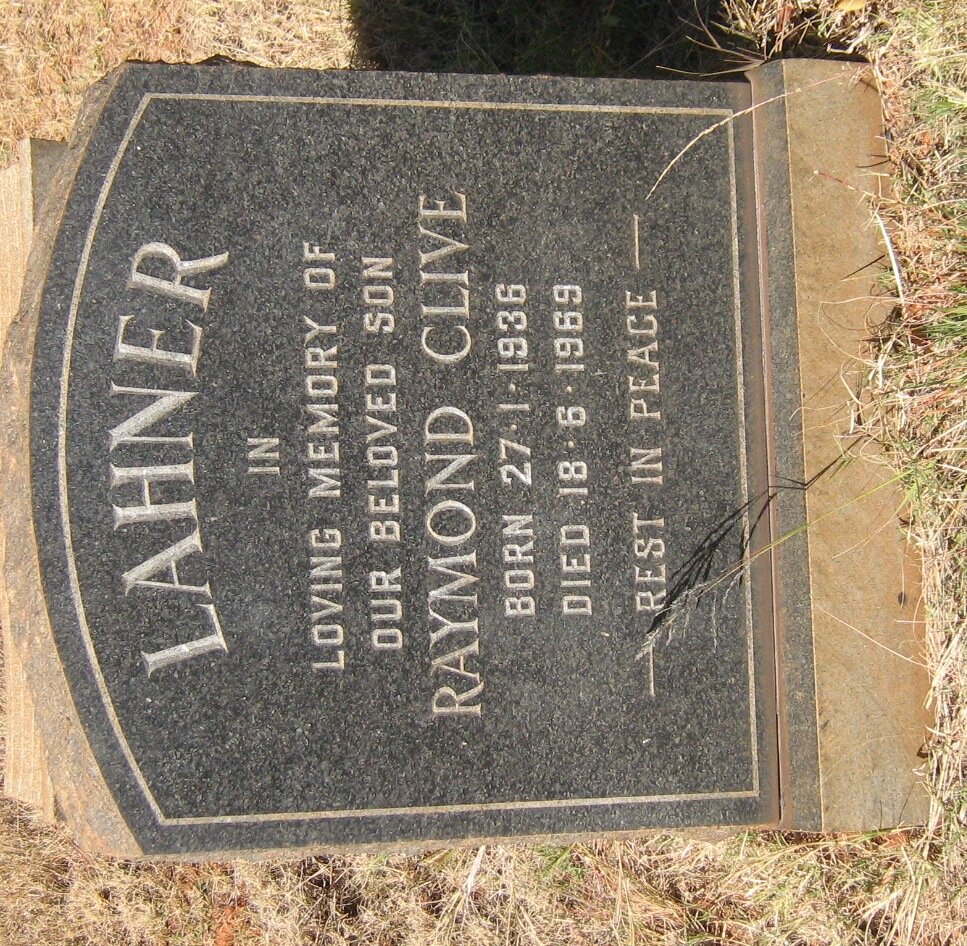 LAHNER
IN
LOVING MEMORY OF
OUR BELOVED SON
RAYMOND CLIVE
BORN 27·1·1936
DIED 18·6·1969
— REST IN PEACE —